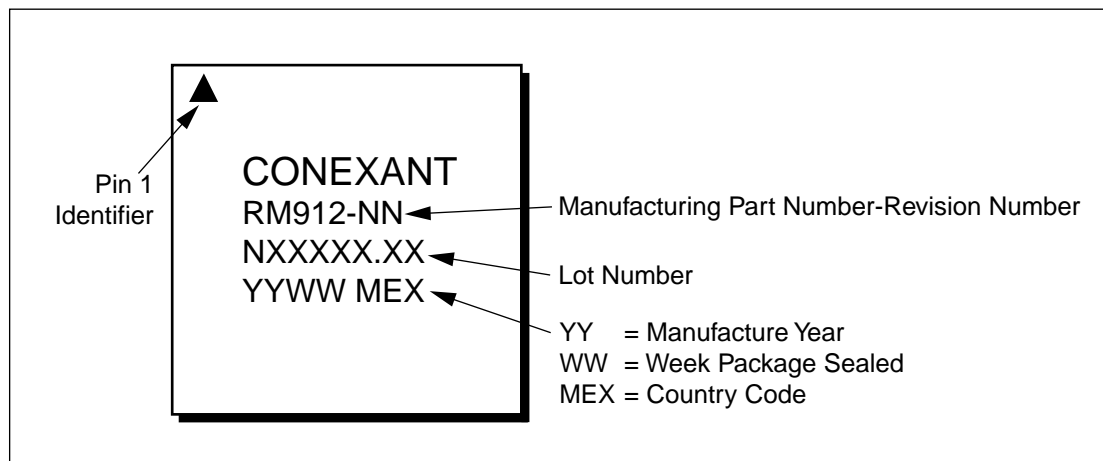 Pin 1
Identifier
CONEXANT
RM912-NN
NXXXXX.XX
YYWW MEX
Manufacturing Part Number-Revision Number
Lot Number
YY = Manufacture Year
WW = Week Package Sealed
MEX = Country Code